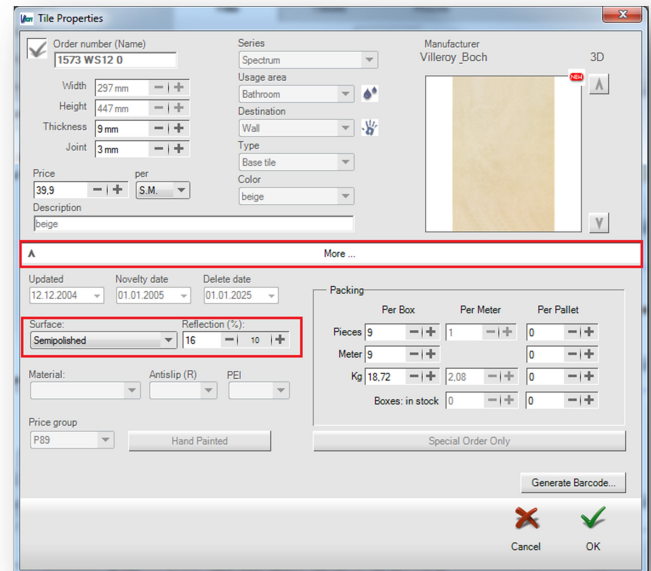 Tile Properties
Order number (Name)
1573 WS12 0
Width 297 mm
Height 447 mm
Thickness 9 mm
Joint 3 mm
Price per
39,9 S.M.
Description
beige
Series
Spectrum
Usage area
Bathroom
Destination
Wall
Type
Base tile
Color
beige
Manufacturer
Villeroy_Boch 3D
NEW
More ...
Updated Novelty date Delete date
12.12.2004 01.01.2005 01.01.2025
Surface: Reflection (%):
Semipolished 16 10
Material: Antislip (R) PEI
Price group
P89 Hand Painted
Packing
Per Box Per Meter Per Pallet
Pieces 9 1 0
Meter 9 0
Kg 18,72 2,08 0
Boxes: in stock 0 0
Special Order Only
Generate Barcode...
Cancel OK